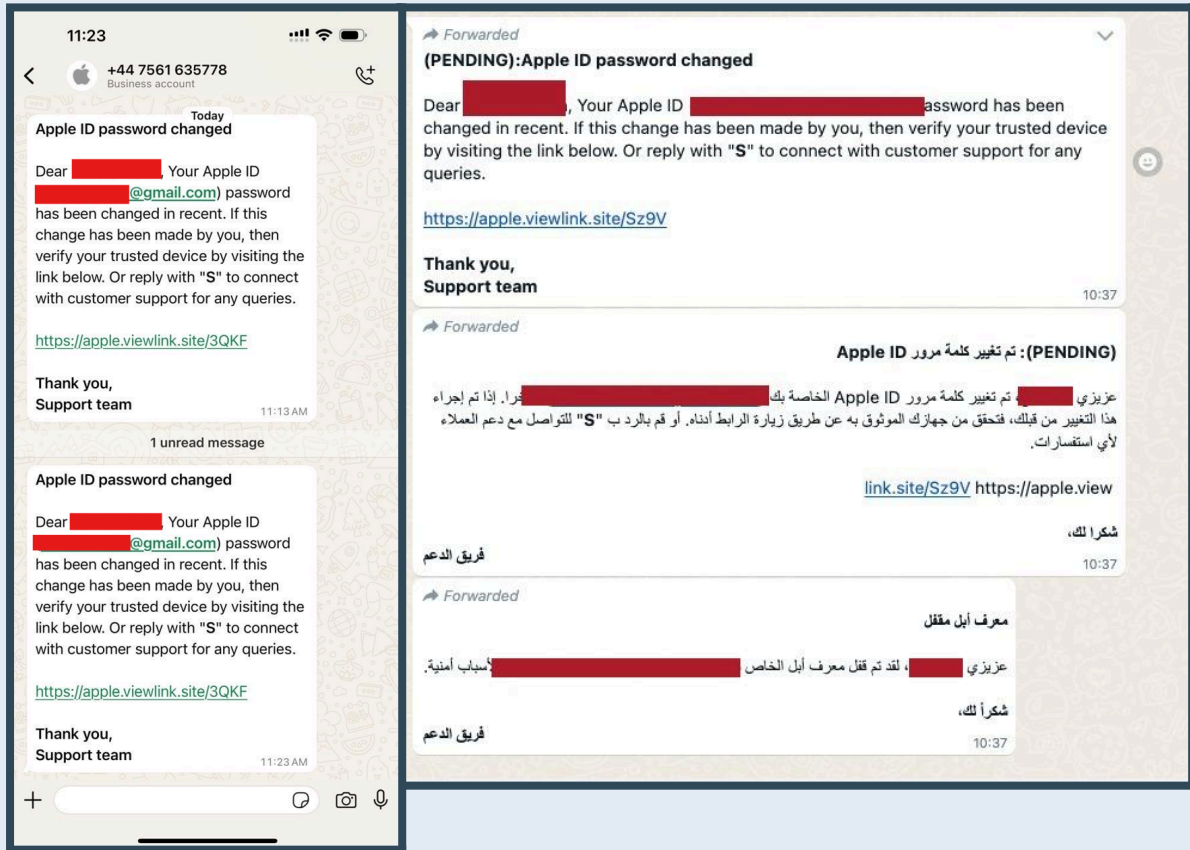 11:23
+44 7561 635778
Business account
Today
Apple ID password changed
Dear , Your Apple ID
@gmail.com) password
has been changed in recent. If this
change has been made by you, then
verify your trusted device by visiting the
link below. Or reply with "S" to connect
with customer support for any queries.
https://apple.viewlink.site/3QKF
Thank you,
Support team
11:13 AM
1 unread message
Apple ID password changed
Dear , Your Apple ID
@gmail.com) password
has been changed in recent. If this
change has been made by you, then
verify your trusted device by visiting the
link below. Or reply with "S" to connect
with customer support for any queries.
https://apple.viewlink.site/3QKF
Thank you,
Support team
11:23 AM
Forwarded
(PENDING):Apple ID password changed
Dear , Your Apple ID assword has been
changed in recent. If this change has been made by you, then verify your trusted device
by visiting the link below. Or reply with "S" to connect with customer support for any
queries.
https://apple.viewlink.site/Sz9V
Thank you,
Support team
10:37
Forwarded
(PENDING): تم تغيير كلمة مرور Apple ID
عزيزي ، تم تغيير كلمة مرور Apple ID الخاصة بك خرا. إذا تم إجراء
هذا التغيير من قبلك، فتحقق من جهازك الموثوق به عن طريق زيارة الرابط أدناه. أو قم بالرد ب "S" للتواصل مع دعم العملاء
لأي استفسارات.
link.site/Sz9V https://apple.view
شكرا لك،
فريق الدعم
10:37
Forwarded
معرف أبل مقفل
عزيزي ، لقد تم قفل معرف أبل الخاص لأسباب أمنية.
شكراً لك،
فريق الدعم
10:37